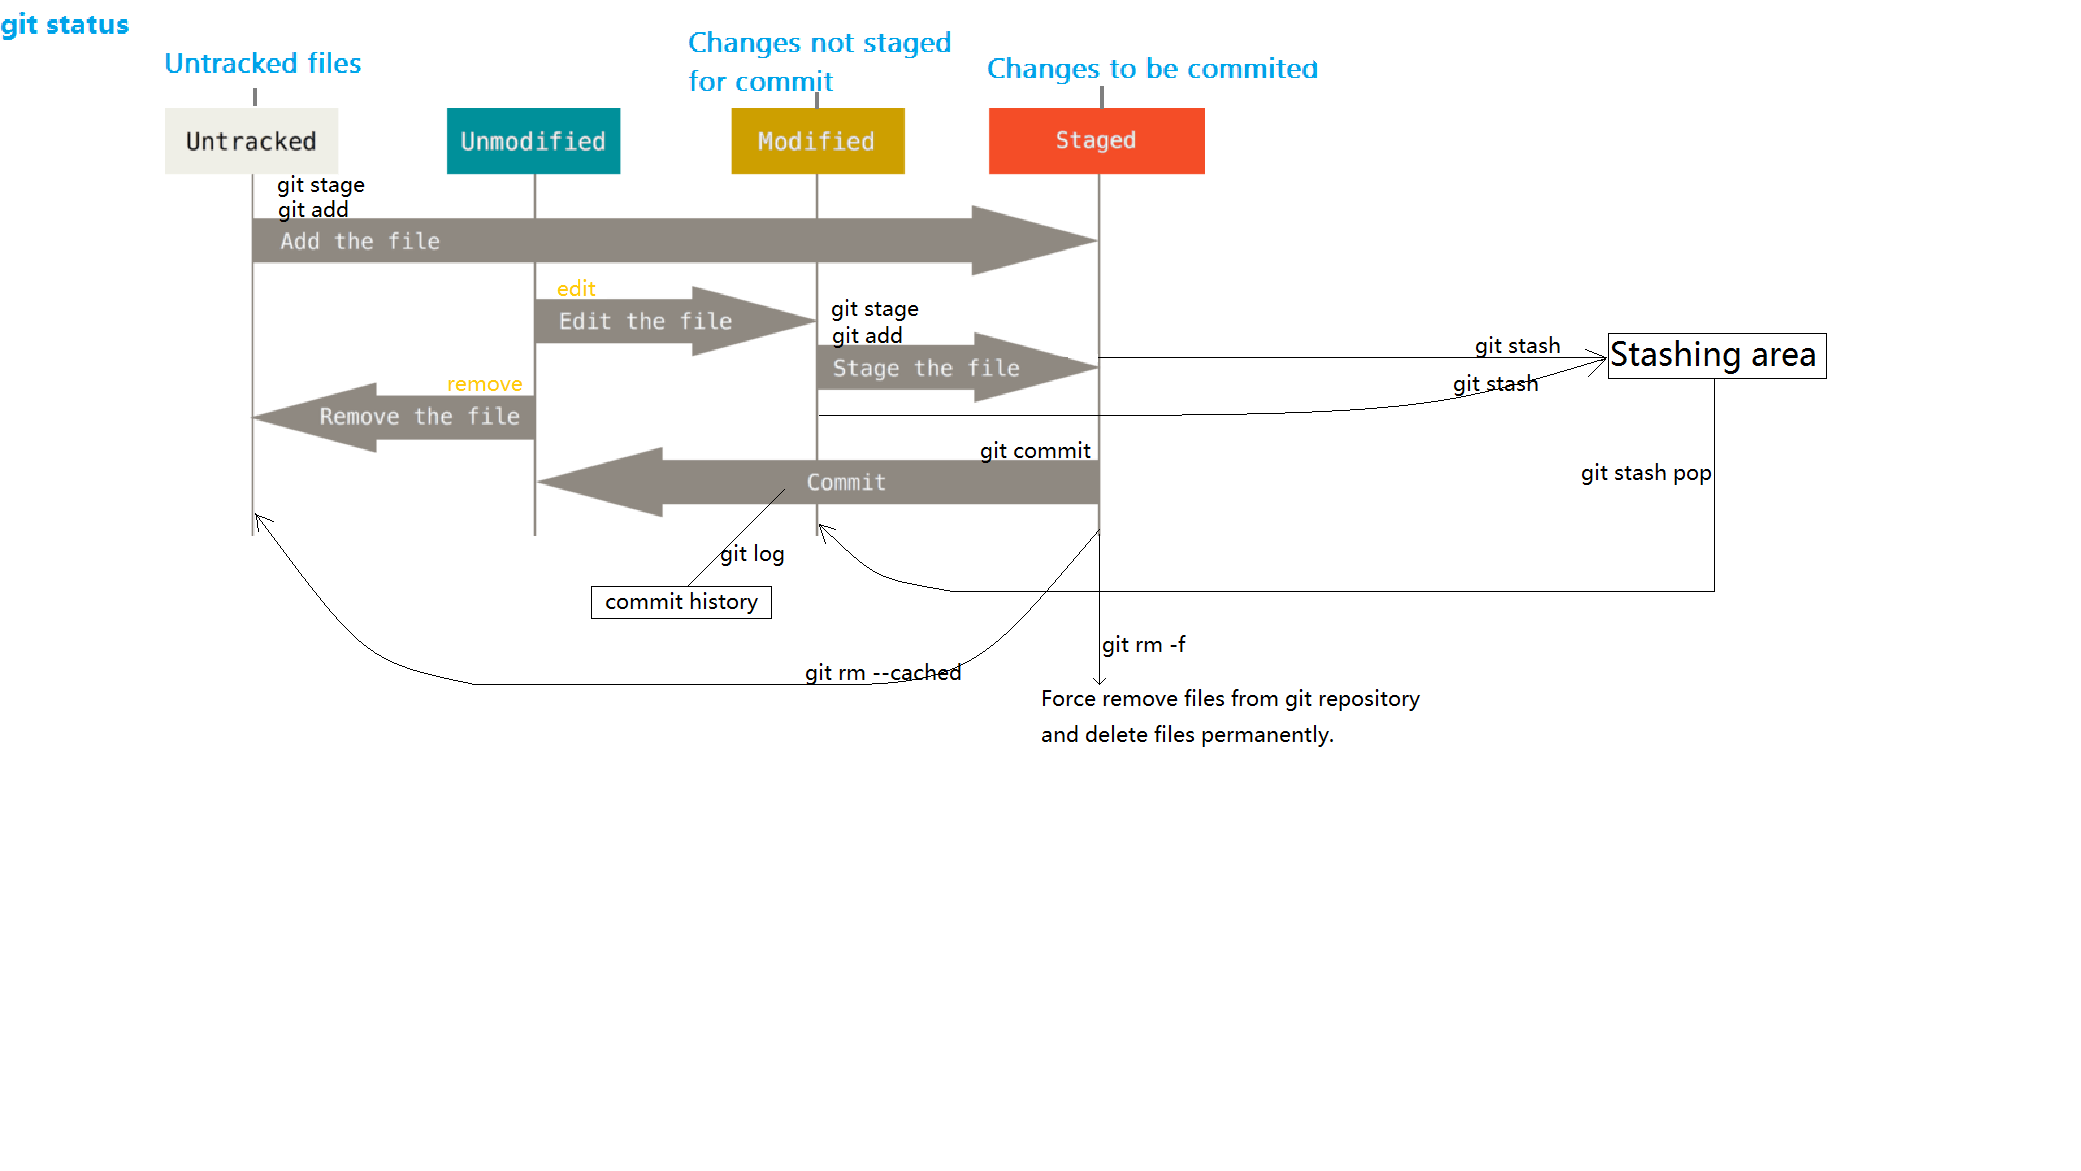 git status
Untracked files
Changes not staged
for commit
Changes to be commited
Untracked
Unmodified
Modified
Staged
git stage
git add
Add the file
edit
Edit the file
git stage
git add
Stage the file
git stash
Stashing area
git stash
remove
Remove the file
git commit
Commit
git stash pop
git log
commit history
git rm -f
git rm --cached
Force remove files from git repository
and delete files permanently.